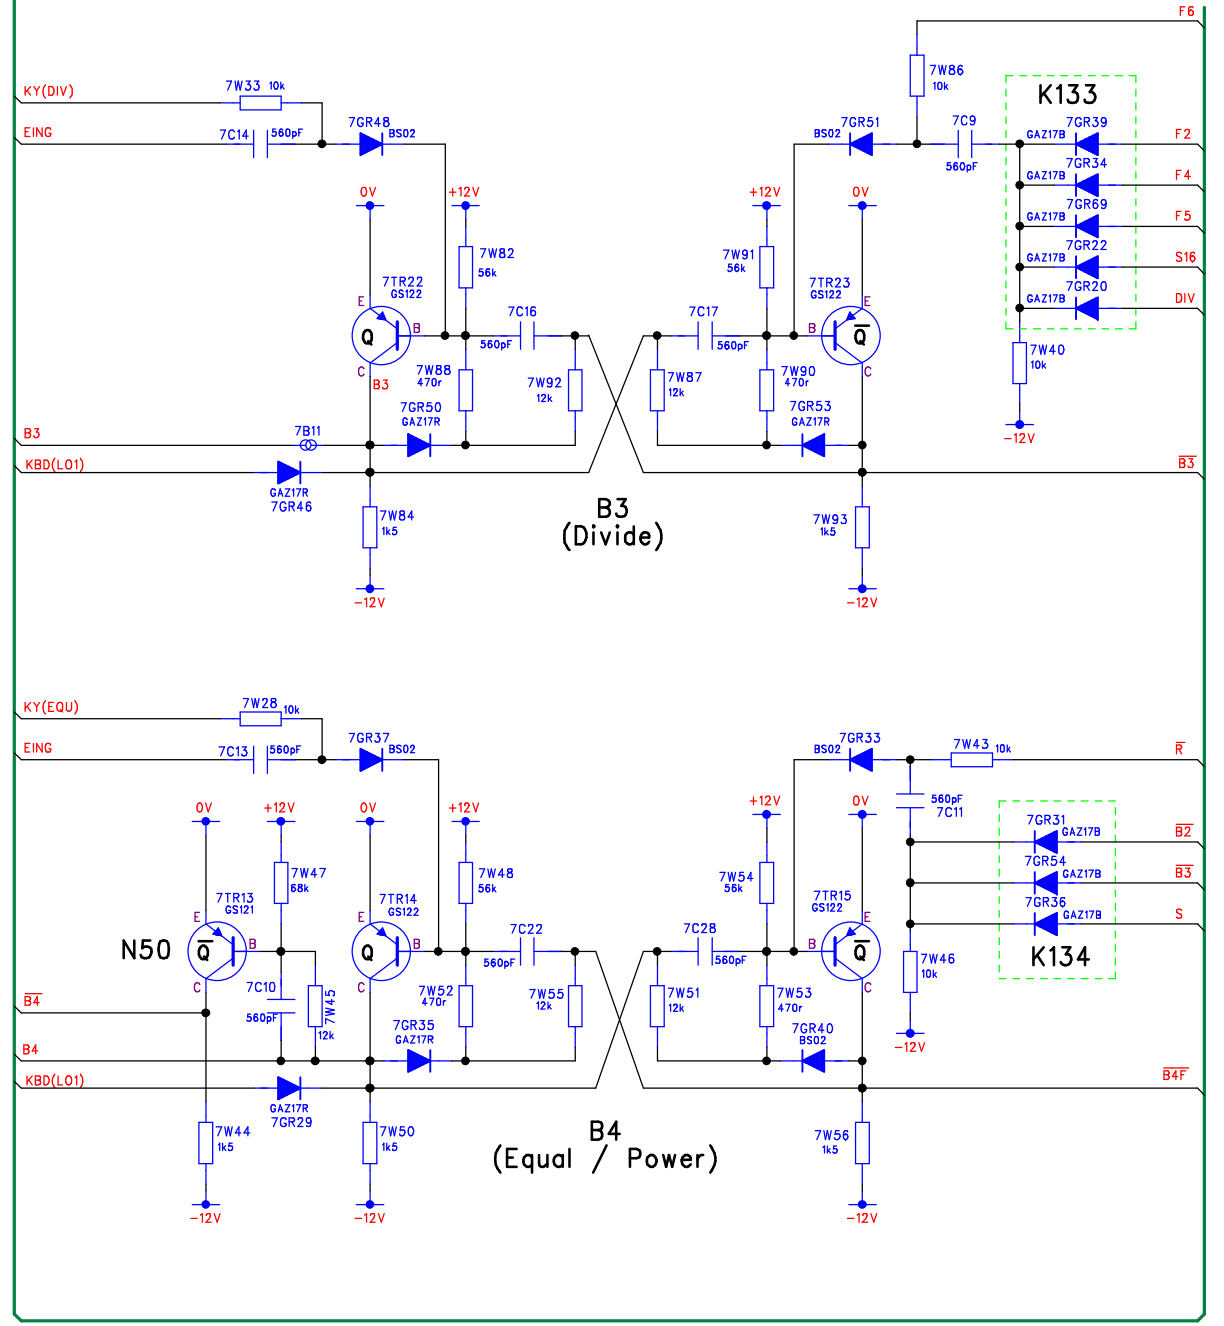 F6
KY(DIV)
7W33 10k
7W86
10k
K133
EING
7C14
560pF
7GR48
BS02
7GR51
BS02
7C9
560pF
7GR39
GAZ17B
F2
7GR34
GAZ17B
F4
7GR69
GAZ17B
F5
7GR22
GAZ17B
S16
7GR20
GAZ17B
DIV
0V
+12V
+12V
0V
7W82
56k
7W91
56k
7TR22
GS122
7TR23
GS122
E
E
Q
B
7C16
560pF
7C17
560pF
B
Q̅
C
B3
C
7W40
10k
-12V
7W88
470r
7W92
12k
7W87
12k
7W90
470r
7GR50
GAZ17R
7GR53
GAZ17R
B3
7B11
KBD(L01)
GAZ17R
7GR46
B̅3̅
B3
(Divide)
7W84
1k5
7W93
1k5
-12V
-12V
KY(EQU)
7W28 10k
EING
7C13
560pF
7GR37
BS02
7GR33
BS02
7W43 10k
R̅
560pF
7C11
0V
+12V
0V
+12V
+12V
0V
7GR31
GAZ17B
B̅2̅
7GR54
GAZ17B
B̅3̅
7GR36
GAZ17B
S
K134
7W47
68k
7W48
56k
7W54
56k
7TR13
GS121
7TR14
GS122
7TR15
GS122
E
E
E
N50
Q̅
B
Q
B
7C22
560pF
7C28
560pF
B
Q̅
C
C
C
7W46
10k
-12V
7C10
560pF
7W45
12k
7W52
470r
7W55
12k
7W51
12k
7W53
470r
B̅4̅
7GR35
GAZ17R
7GR40
BS02
B4
KBD(L01)
GAZ17R
7GR29
B̅4̅F̅
B4
(Equal / Power)
7W44
1k5
7W50
1k5
7W56
1k5
-12V
-12V
-12V